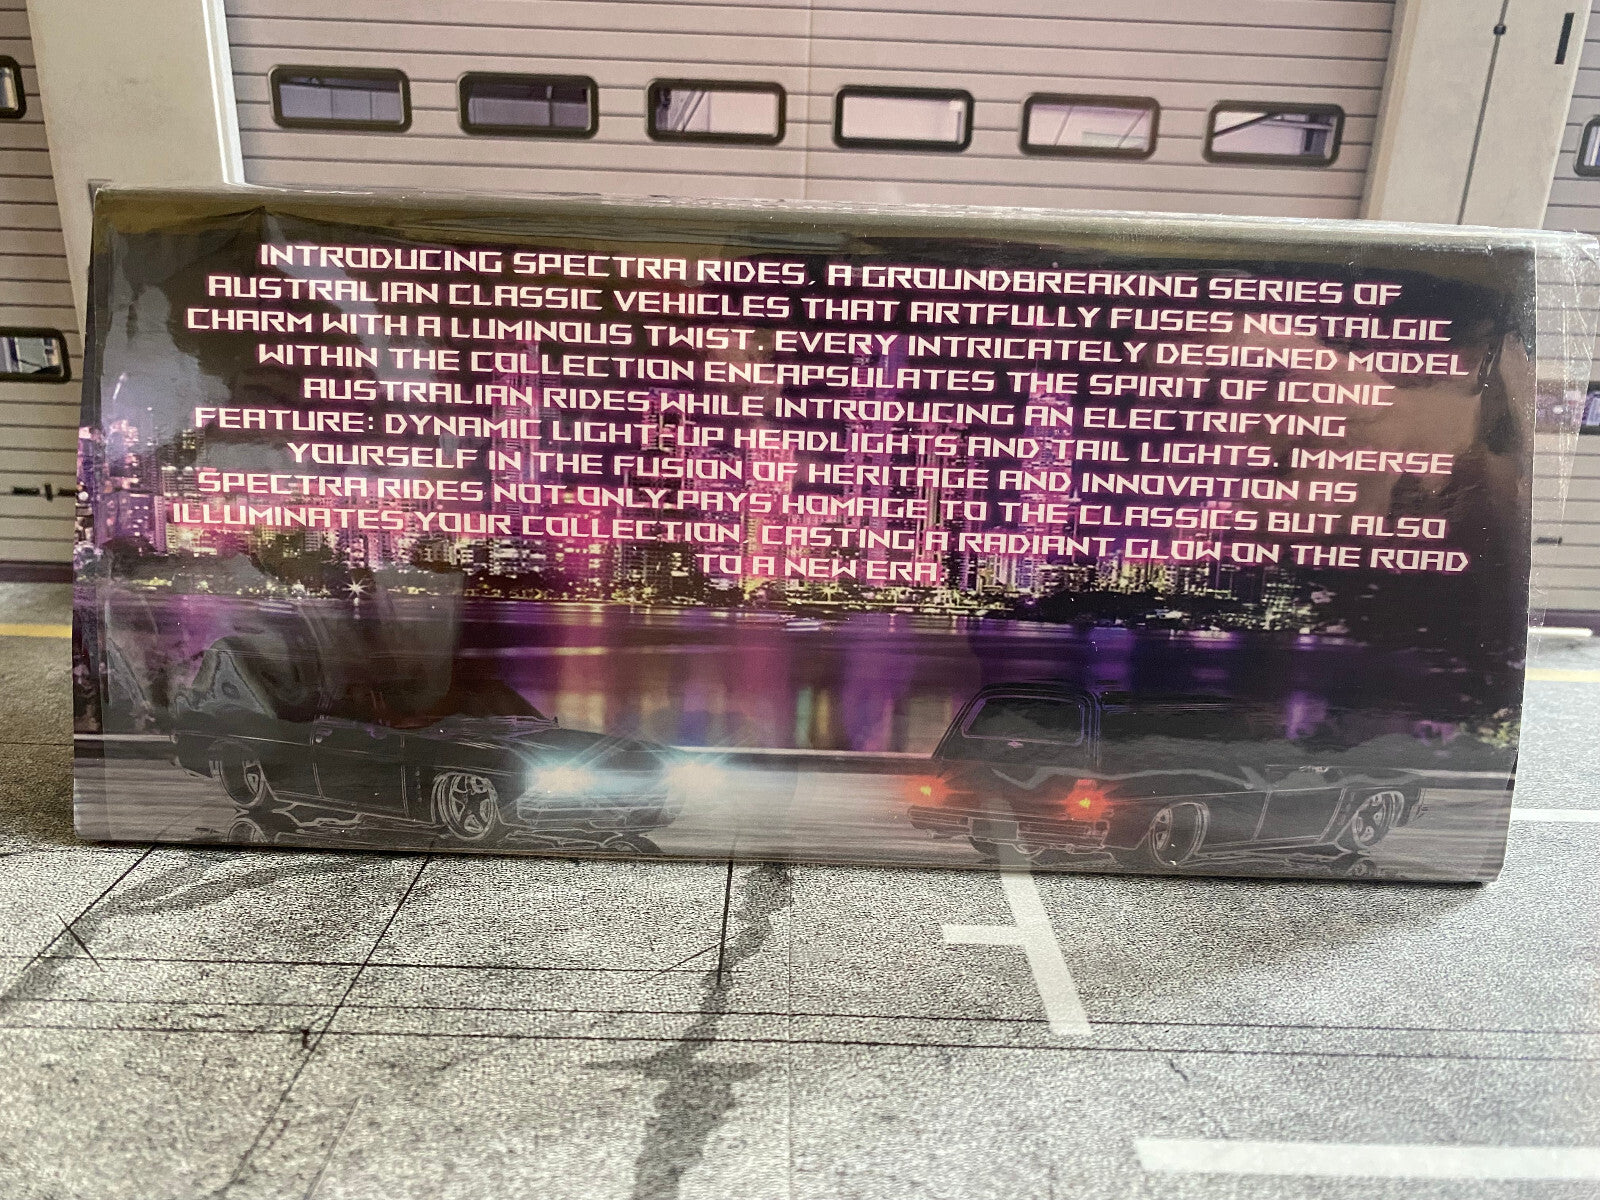 INTRODUCING SPECTRA RIDES, A GROUNDBREAKING SERIES OF
AUSTRALIAN CLASSIC VEHICLES THAT ARTFULLY FUSES NOSTALGIC
CHARM WITH A LUMINOUS TWIST. EVERY INTRICATELY DESIGNED MODEL
WITHIN THE COLLECTION ENCAPSULATES THE SPIRIT OF ICONIC
AUSTRALIAN RIDES WHILE INTRODUCING AN ELECTRIFYING
FEATURE: DYNAMIC LIGHT-UP HEADLIGHTS AND TAIL LIGHTS. IMMERSE
YOURSELF IN THE FUSION OF HERITAGE AND INNOVATION AS
SPECTRA RIDES NOT ONLY PAYS HOMAGE TO THE CLASSICS BUT ALSO
ILLUMINATES YOUR COLLECTION, CASTING A RADIANT GLOW ON THE ROAD
TO A NEW ERA.